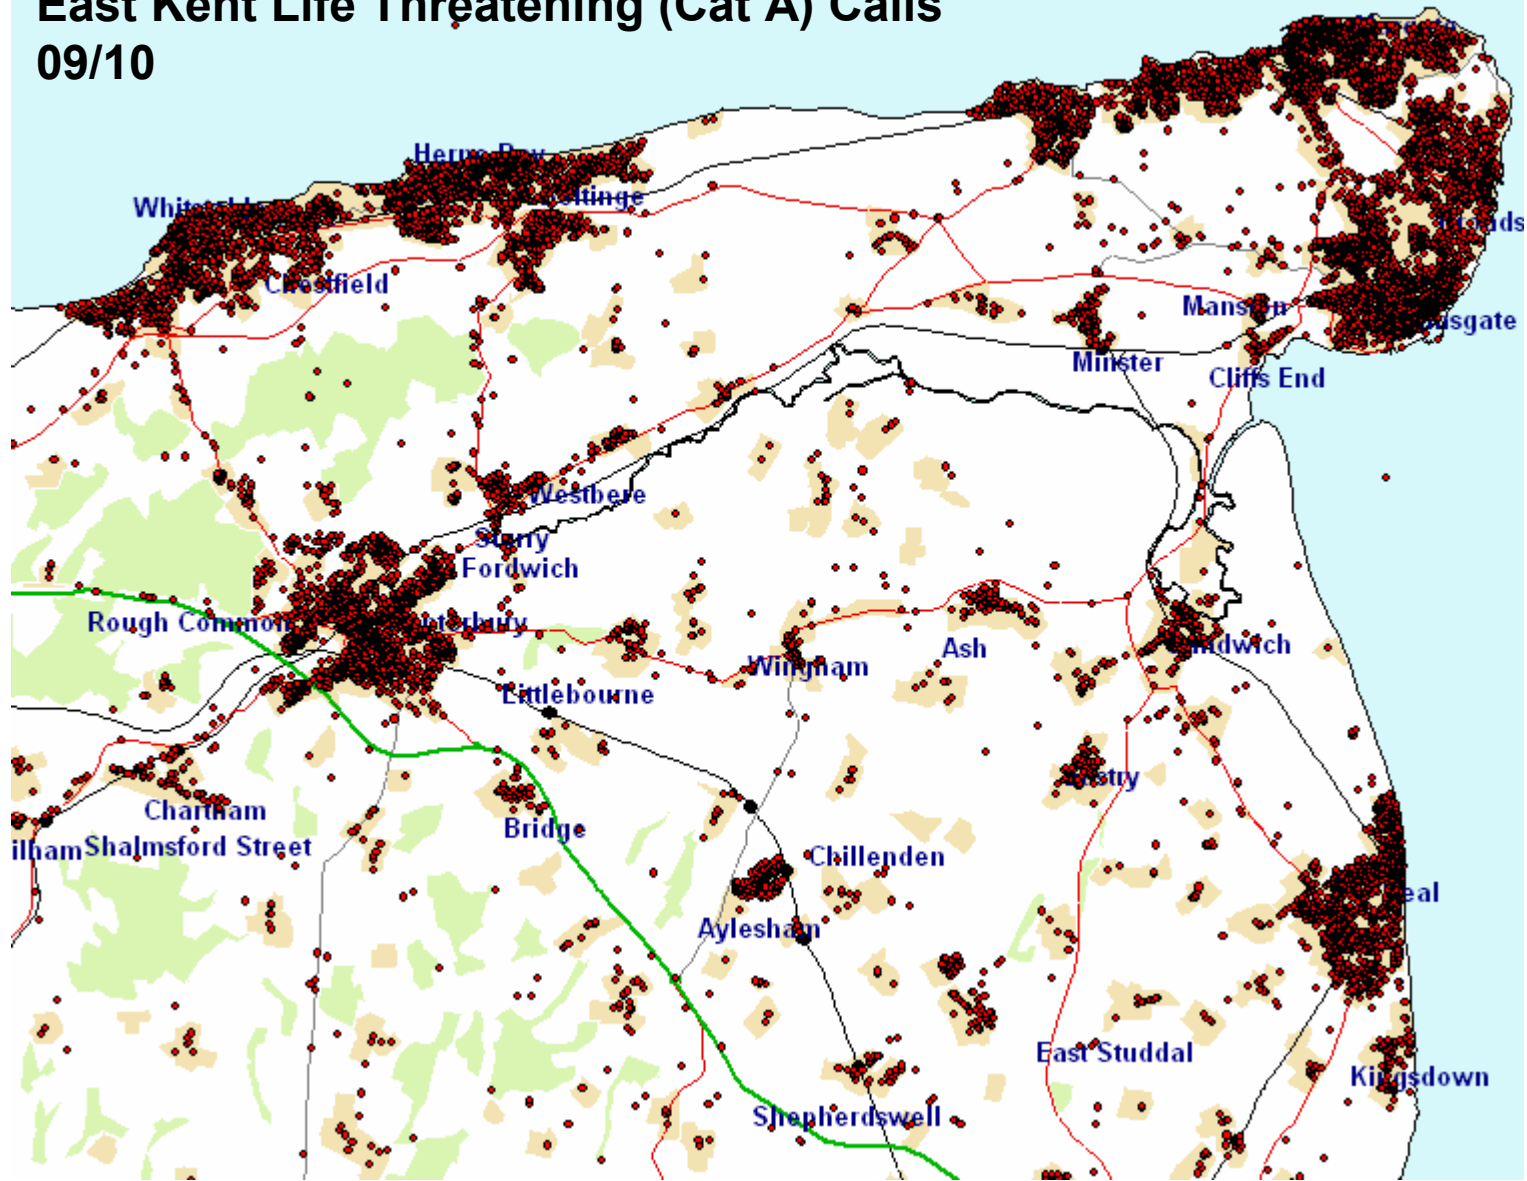 East Kent Life Threatening (Cat A) Calls
09/10
Herne Bay
Chestfield
Manston
Minster
Cliffs End
Westbere
Sturry
Fordwich
Rough Common
Wingham
Ash
Littlebourne
Chartham
Bridge
Shalmsford Street
Chillenden
Aylesham
East Studdal
Kingsdown
Shepherdswell